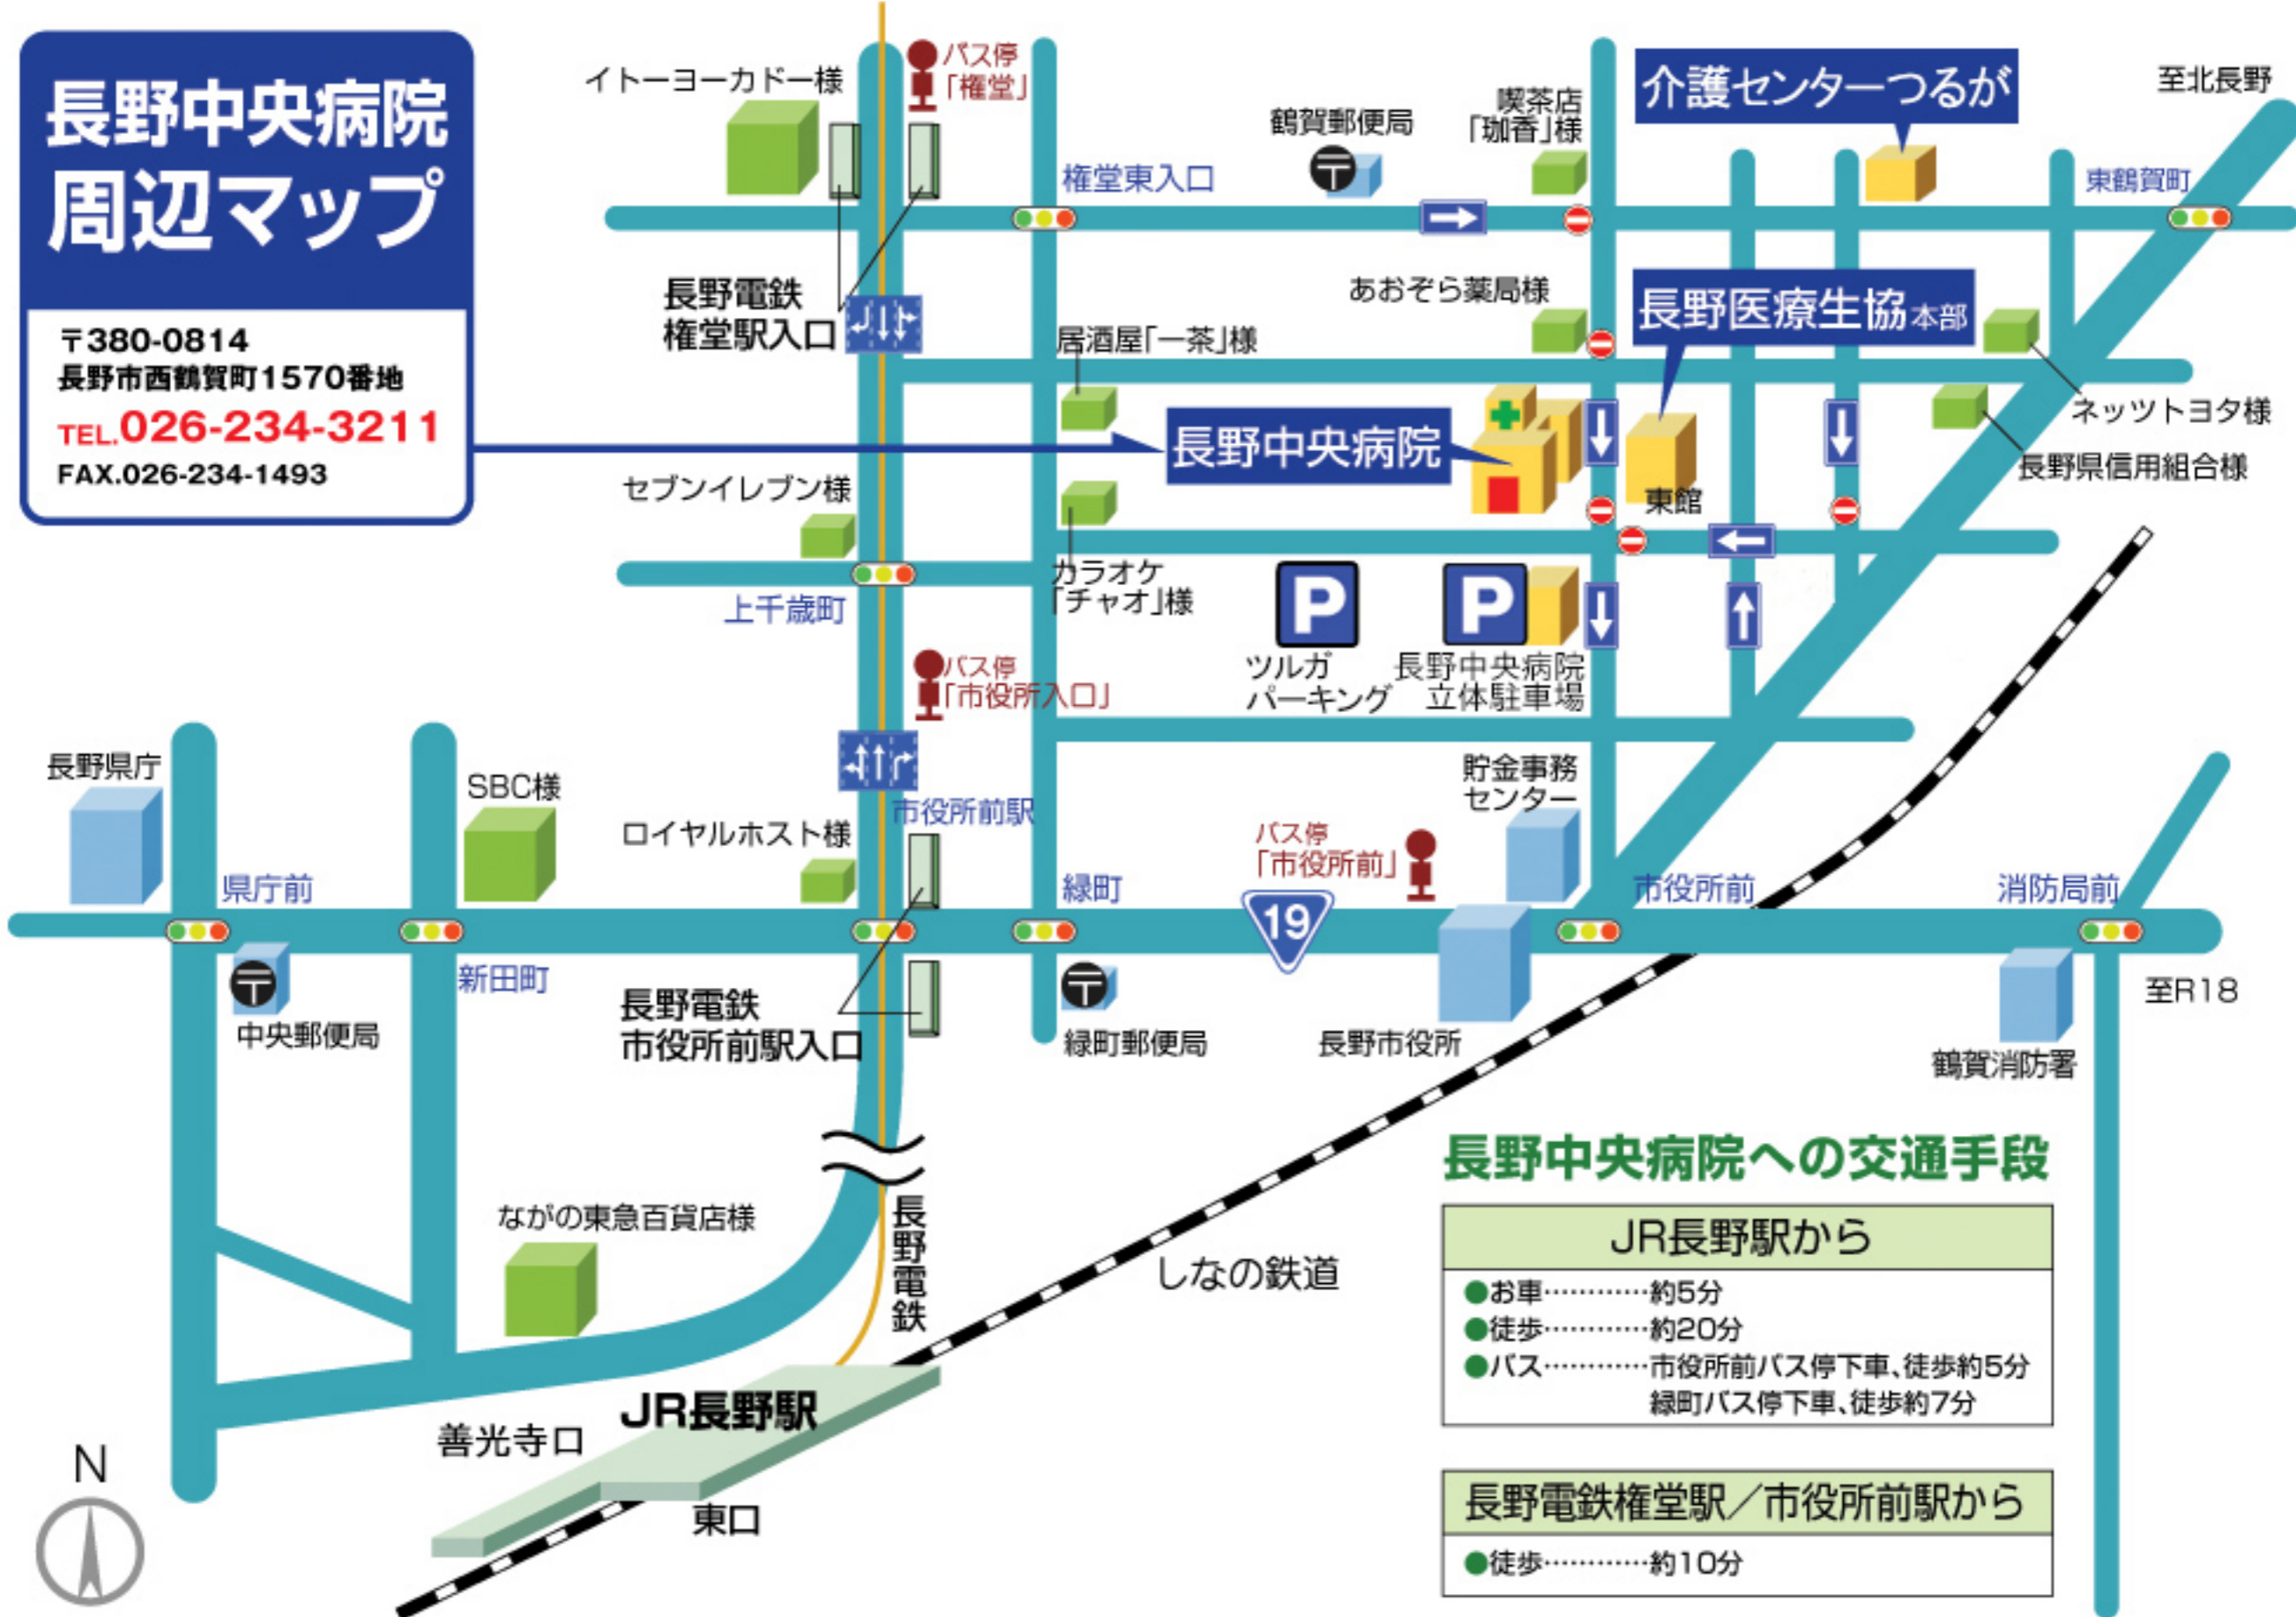 長野中央病院
周辺マップ
〒380-0814
長野市西鶴賀町1570番地
TEL.026-234-3211
FAX.026-234-1493
イトーヨーカドー様
バス停
「権堂」
権堂東入口
鶴賀郵便局
喫茶店
「珈香」様
介護センターつるが
至北長野
東鶴賀町
長野電鉄
権堂駅入口
居酒屋「一茶」様
あおぞら薬局様
長野医療生協本部
ネッツトヨタ様
長野県信用組合様
長野中央病院
東館
セブンイレブン様
上千歳町
カラオケ
「チャオ」様
P
ツルガ
パーキング
P
長野中央病院
立体駐車場
バス停
「市役所入口」
長野県庁
SBC様
ロイヤルホスト様
市役所前駅
バス停
「市役所前」
貯金事務
センター
県庁前
新田町
緑町
19
市役所前
消防局前
中央郵便局
長野電鉄
市役所前駅入口
緑町郵便局
長野市役所
鶴賀消防署
至R18
ながの東急百貨店様
長野電鉄
しなの鉄道
JR長野駅
善光寺口
東口
N
長野中央病院への交通手段
JR長野駅から
●お車…………約5分
●徒歩…………約20分
●バス…………市役所前バス停下車、徒歩約5分
緑町バス停下車、徒歩約7分
長野電鉄権堂駅／市役所前駅から
●徒歩…………約10分